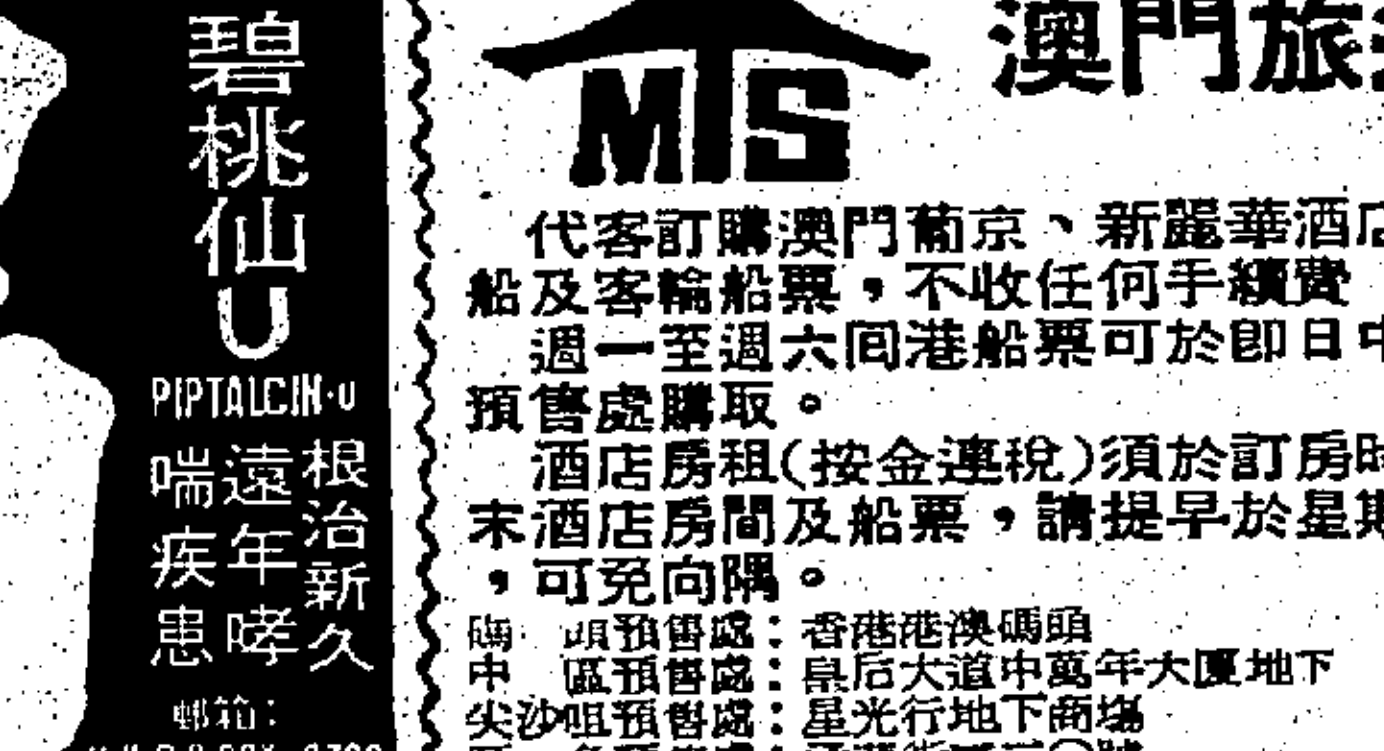 碧桃仙U
PIPTALCIN-U
根治新久
遠年哮
喘疾患
郵箱：
MTS
澳門旅
代客訂購澳門葡京、新麗華酒店
船及客輪船票，不收任何手續費
週一至週六囘港船票可於即日中
預售處購取。
酒店房租(按金連稅)須於訂房時
末酒店房間及船票，請提早於星期
，可免向隅。
碼　頭預售處：香港港澳碼頭
中　區預售處：皇后大道中萬年大廈地下
尖沙咀預售處：星光行地下商場